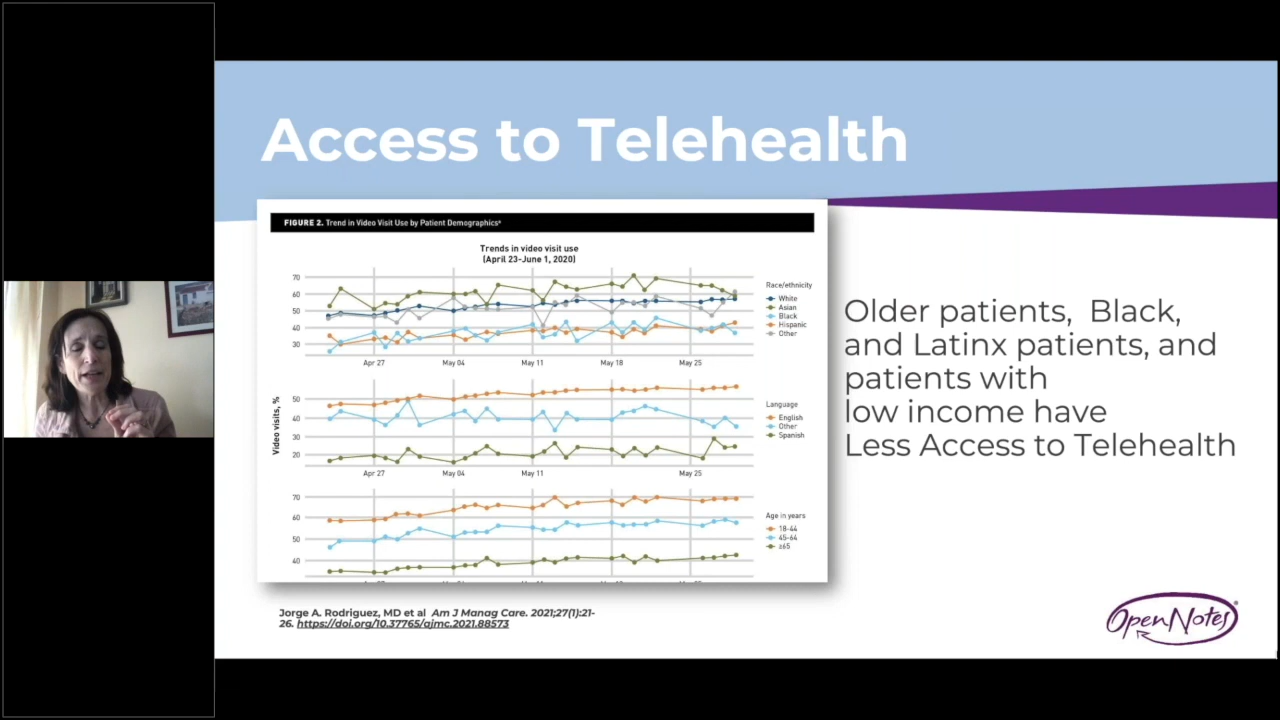 Access to Telehealth
FIGURE 2. Trend in Video Visit Use by Patient Demographicsᵃ
Trends in video visit use
(April 23–June 1, 2020)
Video visits, %
70
60
50
40
30
Apr 27 May 04 May 11 May 18 May 25
Race/ethnicity
White
Asian
Black
Hispanic
Other
50
40
30
20
Apr 27 May 04 May 11 May 25
Language
English
Other
Spanish
70
60
50
40
Age in years
18-44
45-64
≥65
Older patients, Black,
and Latinx patients, and
patients with
low income have
Less Access to Telehealth
Jorge A. Rodriguez, MD et al Am J Manag Care. 2021;27(1):21-
26. https://doi.org/10.37765/ajmc.2021.88573
OpenNotes®